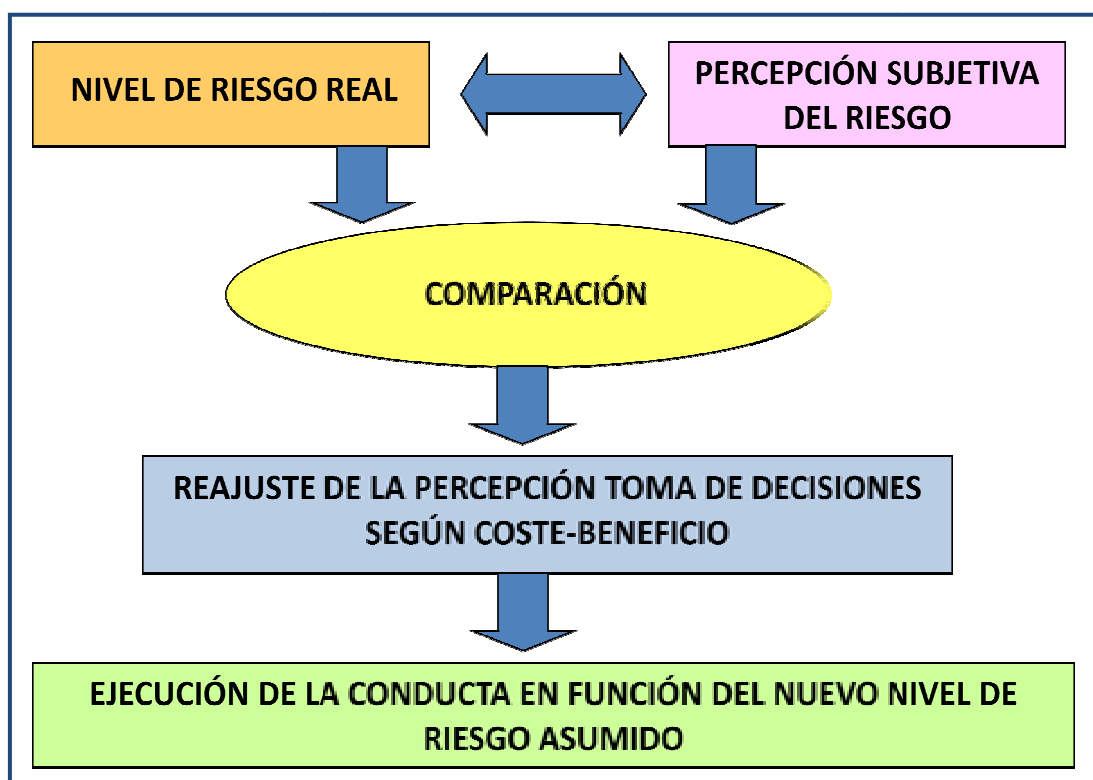 NIVEL DE RIESGO REAL
PERCEPCIÓN SUBJETIVA
DEL RIESGO
COMPARACIÓN
REAJUSTE DE LA PERCEPCIÓN TOMA DE DECISIONES
SEGÚN COSTE-BENEFICIO
EJECUCIÓN DE LA CONDUCTA EN FUNCIÓN DEL NUEVO NIVEL DE
RIESGO ASUMIDO